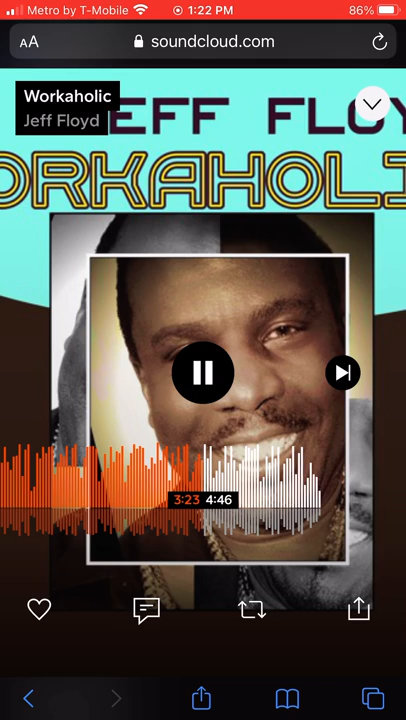 Metro by T-Mobile 1:22 PM 86%
AA soundcloud.com
Workaholic
Jeff Floyd
EFF FLOY
ORKAHOLI
3:23 4:46